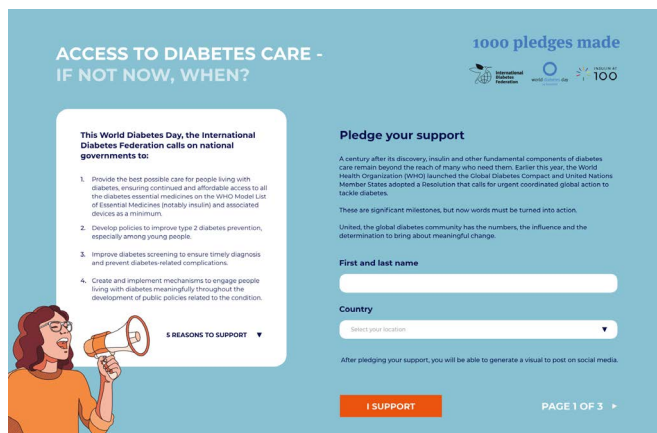 ACCESS TO DIABETES CARE -
IF NOT NOW, WHEN?
1000 pledges made
International
Diabetes
Federation
world diabetes day
INSULIN AT
100
This World Diabetes Day, the International
Diabetes Federation calls on national
governments to:
1. Provide the best possible care for people living with
diabetes, ensuring continued and affordable access to all
the diabetes essential medicines on the WHO Model List
of Essential Medicines (notably insulin) and associated
devices as a minimum.
2. Develop policies to improve type 2 diabetes prevention,
especially among young people.
3. Improve diabetes screening to ensure timely diagnosis
and prevent diabetes-related complications.
4. Create and implement mechanisms to engage people
living with diabetes meaningfully throughout the
development of public policies related to the condition.
5 REASONS TO SUPPORT ▼
Pledge your support
A century after its discovery, insulin and other fundamental components of diabetes
care remain beyond the reach of many who need them. Earlier this year, the World
Health Organization (WHO) launched the Global Diabetes Compact and United Nations
Member States adopted a Resolution that calls for urgent coordinated global action to
tackle diabetes.
These are significant milestones, but now words must be turned into action.
United, the global diabetes community has the numbers, the influence and the
determination to bring about meaningful change.
First and last name
Country
Select your location ▼
After pledging your support, you will be able to generate a visual to post on social media.
I SUPPORT
PAGE 1 OF 3 ▶